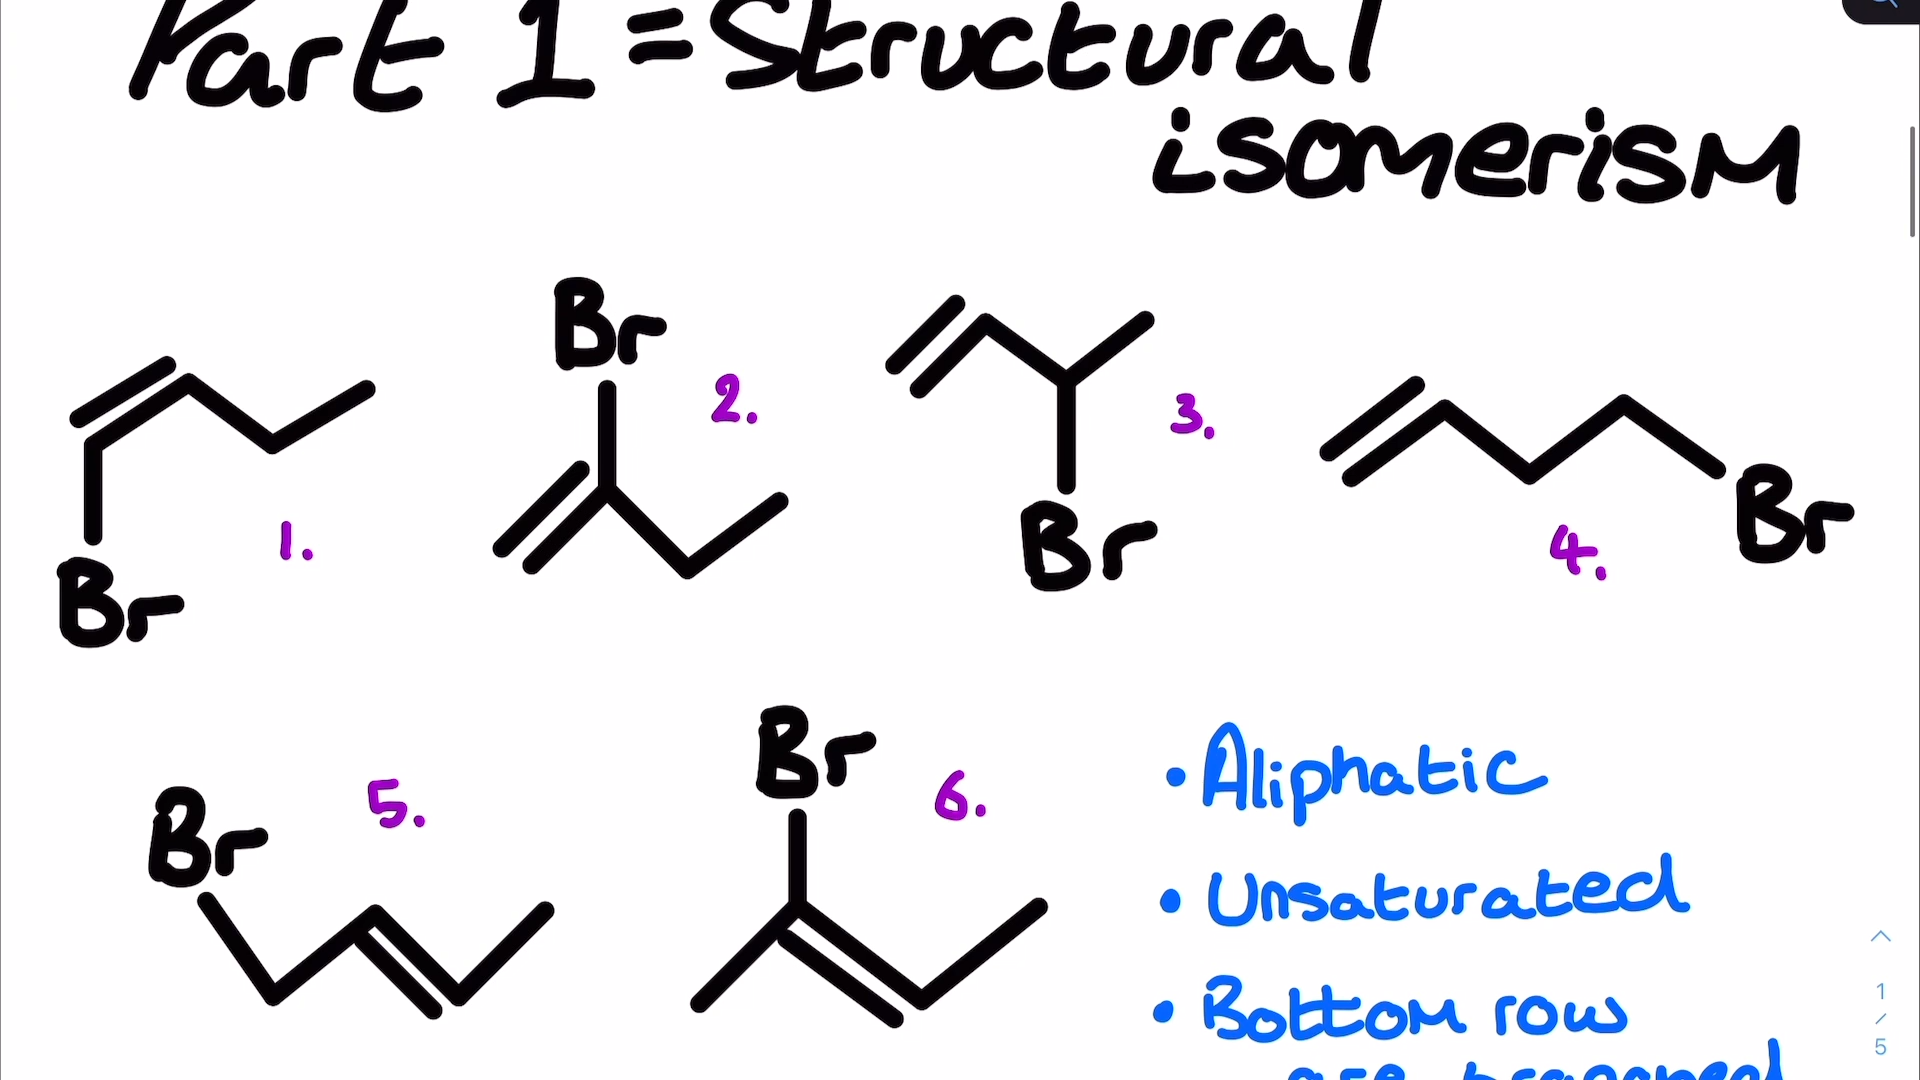 Part 1 = Structural
isomerism
Br
2.
3.
1.
Br
Br
4.
Br
Br
5.
Br
6.
• Aliphatic
• Unsaturated
• Bottom row
1
/
5